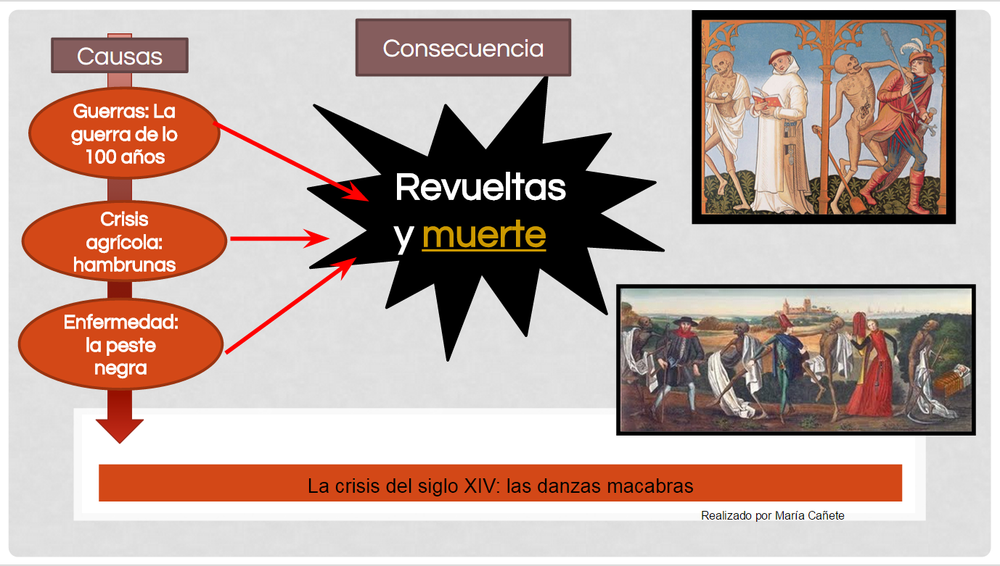 Causas
Guerras: La
guerra de lo
100 años
Crisis
agrícola:
hambrunas
Enfermedad:
la peste
negra
Consecuencia
Revueltas
y muerte
La crisis del siglo XIV: las danzas macabras
Realizado por María Cañete